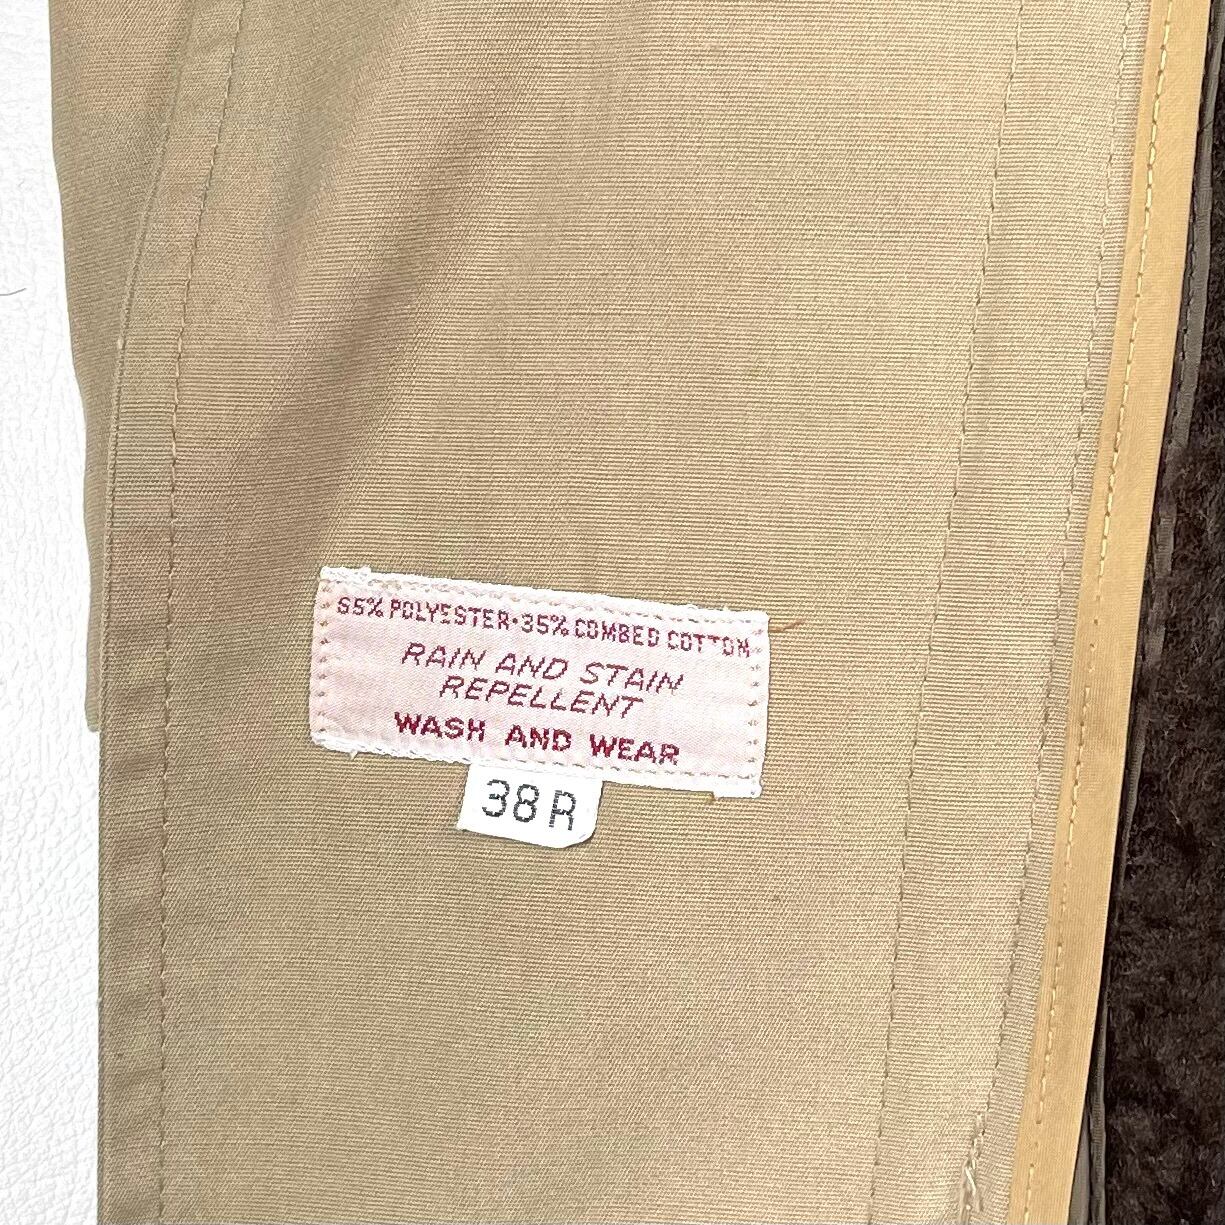 65% POLYESTER·35% COMBED COTTON
RAIN AND STAIN
REPELLENT
WASH AND WEAR
38R